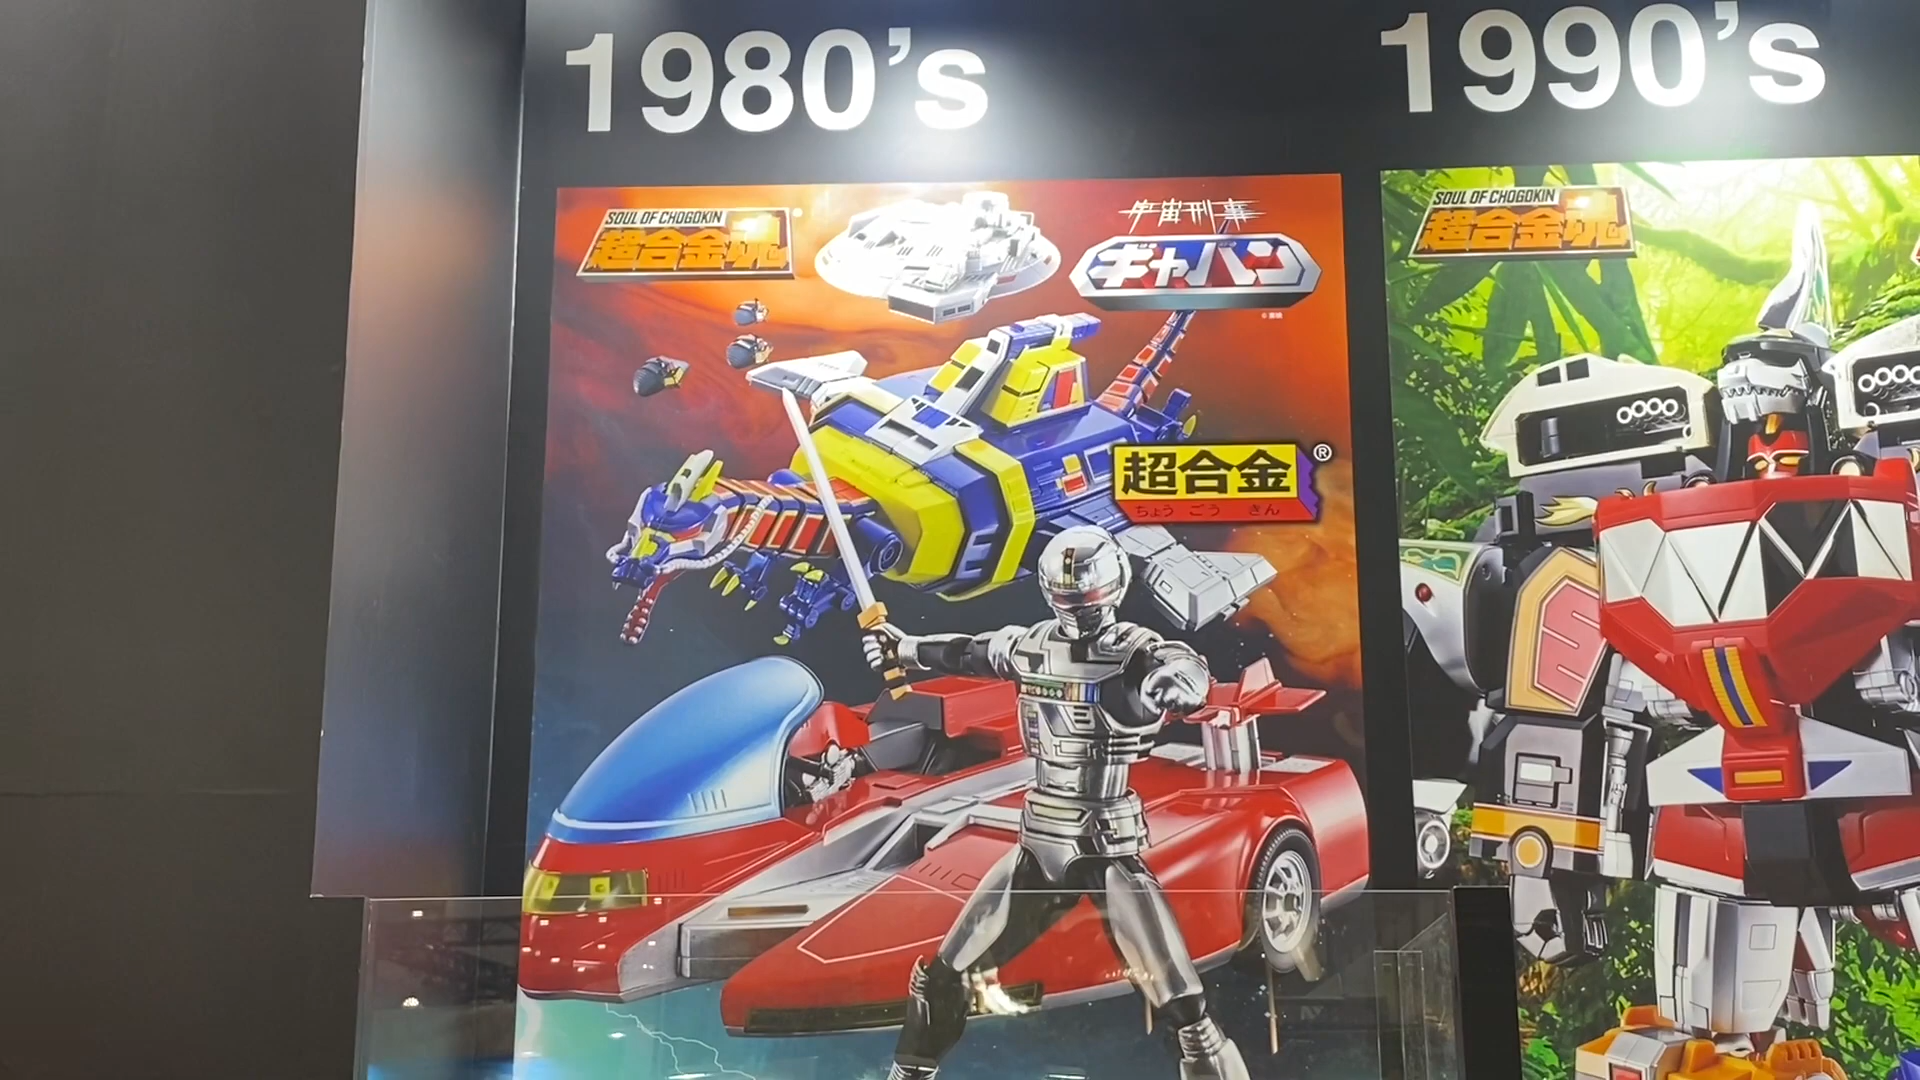 1980's
1990's
SOUL OF CHOGOKIN
超合金魂
宇宙刑事
ギャバン
超合金®
ちょう ごう きん
SOUL OF CHOGOKIN
超合金魂